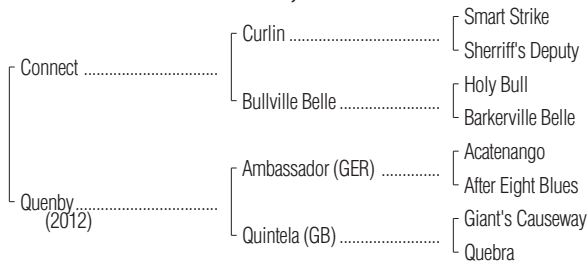 Connect
Curlin
Smart Strike
Sherriff's Deputy
Bullville Belle
Holy Bull
Barkerville Belle
Quenby
(2012)
Ambassador (GER)
Acatenango
After Eight Blues
Quintela (GB)
Giant's Causeway
Quebra